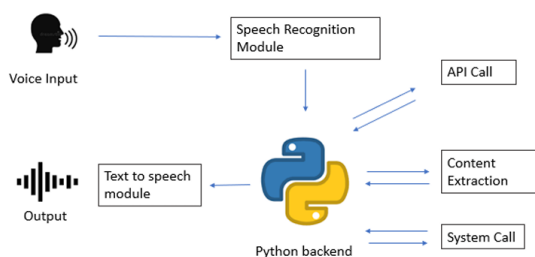 Speech Recognition
Module
Voice Input
API Call
Text to speech
module
Content
Extraction
Output
System Call
Python backend